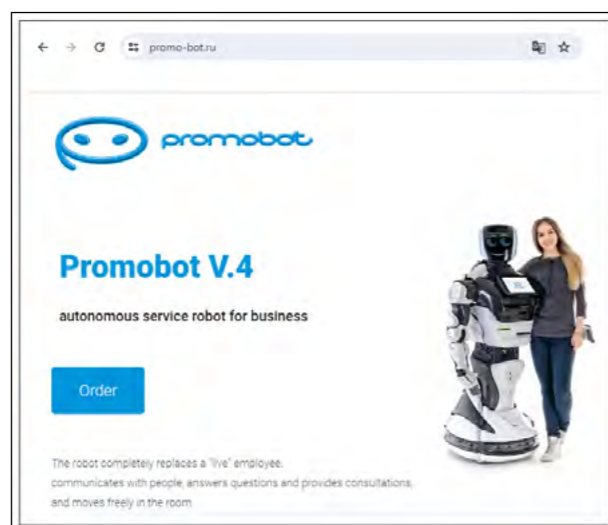 promo-bot.ru
promobot
Promobot V.4
autonomous service robot for business
Order
The robot completely replaces a "live" employee,
communicates with people, answers questions and provides consultations,
and moves freely in the room.